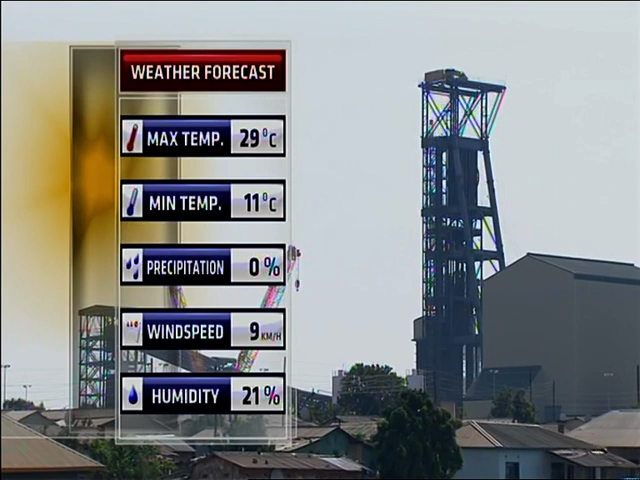 WEATHER FORECAST
MAX TEMP. 29°C
MIN TEMP. 11°C
PRECIPITATION 0 %
WINDSPEED 9 KM/H
HUMIDITY 21 %